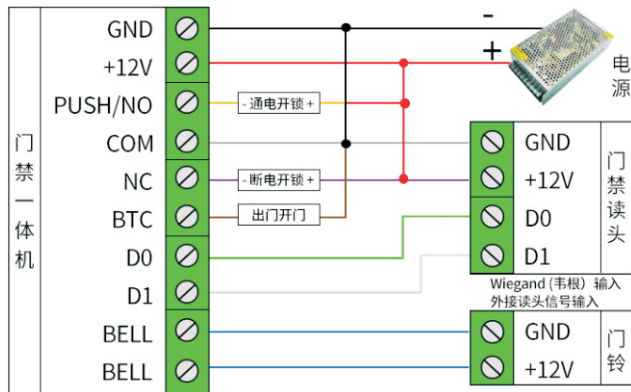 门禁一体机
GND
+12V
PUSH/NO
COM
NC
BTC
D0
D1
BELL
BELL
- 通电开锁 +
- 断电开锁 +
出门开门
-
+
电源
GND
+12V
D0
D1
门禁读头
Wiegand (韦根) 输入
外接读头信号输入
GND
+12V
门铃